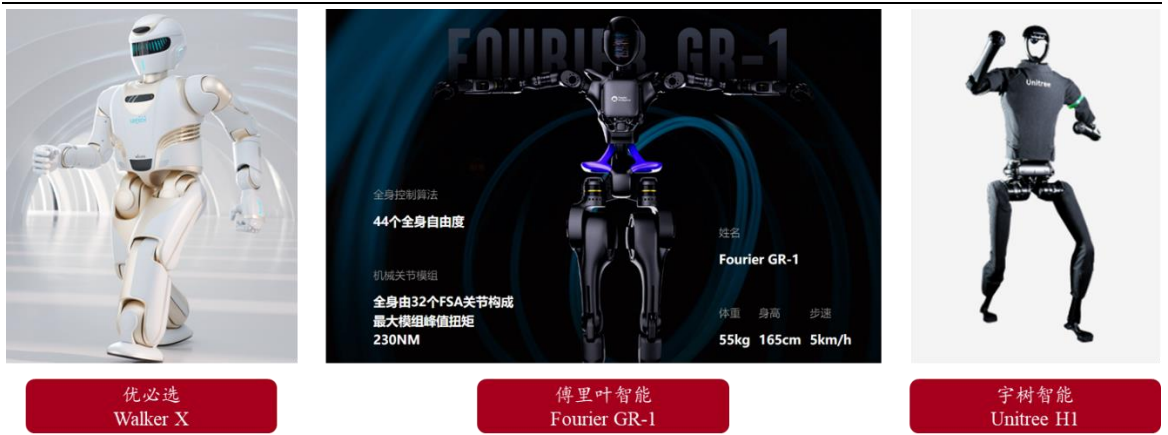 FOURIER GR-1
全身控制算法
44个全身自由度
机械关节模组
全身由32个FSA关节构成
最大模组峰值扭矩
230NM
姓名
Fourier GR-1
体重 身高 步速
55kg 165cm 5km/h
Unitree
优必选
Walker X
傅里叶智能
Fourier GR-1
宇树智能
Unitree H1